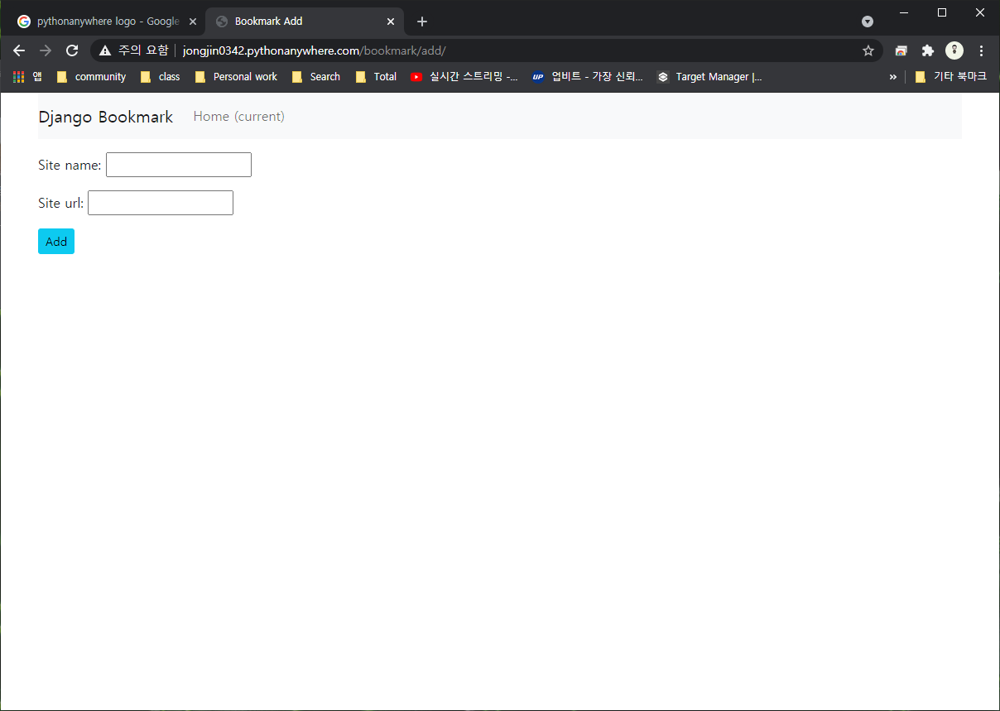 pythonanywhere logo - Google
Bookmark Add
주의 요함 jongjin0342.pythonanywhere.com/bookmark/add/
앱 community class Personal work Search Total 실시간 스트리밍 -... UP 업비트 - 가장 신뢰... Target Manager |... » 기타 북마크
Django Bookmark Home (current)
Site name:
Site url:
Add